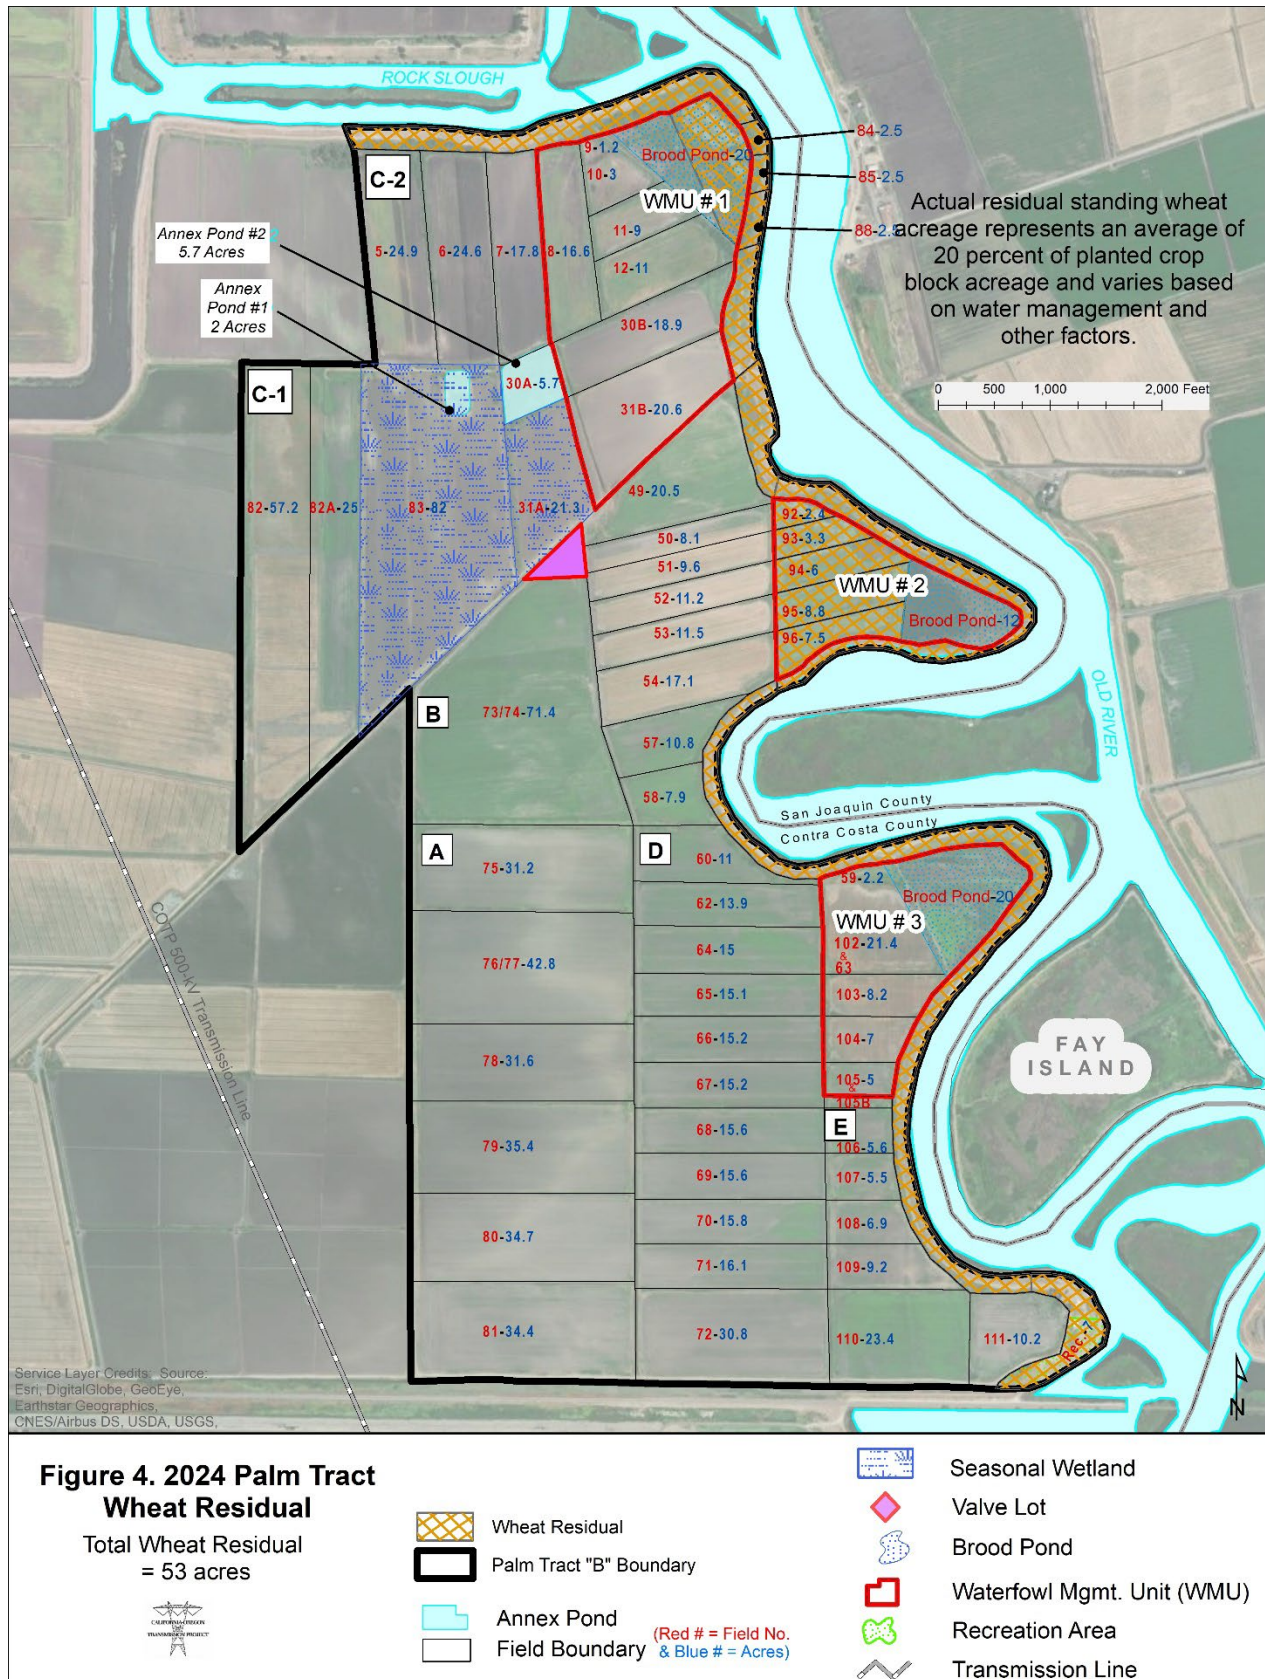 ROCK SLOUGH
C-2
9-1.2
Brood Pond-20
10-3
WMU # 1
84-2.5
85-2.5
88-2.5
Actual residual standing wheat
acreage represents an average of
20 percent of planted crop
block acreage and varies based
on water management and
other factors.
0 500 1,000 2,000 Feet
Annex Pond #2
5.7 Acres
Annex
Pond #1
2 Acres
5-24.9
6-24.6
7-17.8
8-16.6
11-9
12-11
30B-18.9
30A-5.7
31B-20.6
C-1
82-57.2
82A-25
83-82
31A-21.3
49-20.5
50-8.1
51-9.6
52-11.2
53-11.5
54-17.1
92-2.4
93-3.3
94-6
WMU # 2
95-8.8
Brood Pond-12
96-7.5
OLD RIVER
B
73/74-71.4
57-10.8
58-7.9
San Joaquin County
Contra Costa County
A
D
75-31.2
60-11
59-2.2
Brood Pond-20
62-13.9
WMU # 3
102-21.4
&
63
76/77-42.8
64-15
65-15.1
103-8.2
66-15.2
104-7
FAY
ISLAND
78-31.6
67-15.2
105-5
&
105B
E
68-15.6
106-5.6
79-35.4
69-15.6
107-5.5
70-15.8
108-6.9
80-34.7
71-16.1
109-9.2
81-34.4
72-30.8
110-23.4
111-10.2
Rec.-7
COTP 500-kV Transmission Line
N
Service Layer Credits: Source:
Esri, DigitalGlobe, GeoEye,
Earthstar Geographics,
CNES/Airbus DS, USDA, USGS,
Figure 4. 2024 Palm Tract
Wheat Residual
Total Wheat Residual
= 53 acres
CALIFORNIA-OREGON
TRANSMISSION PROJECT
Wheat Residual
Palm Tract "B" Boundary
Annex Pond
Field Boundary
(Red # = Field No.
& Blue # = Acres)
Seasonal Wetland
Valve Lot
Brood Pond
Waterfowl Mgmt. Unit (WMU)
Recreation Area
Transmission Line